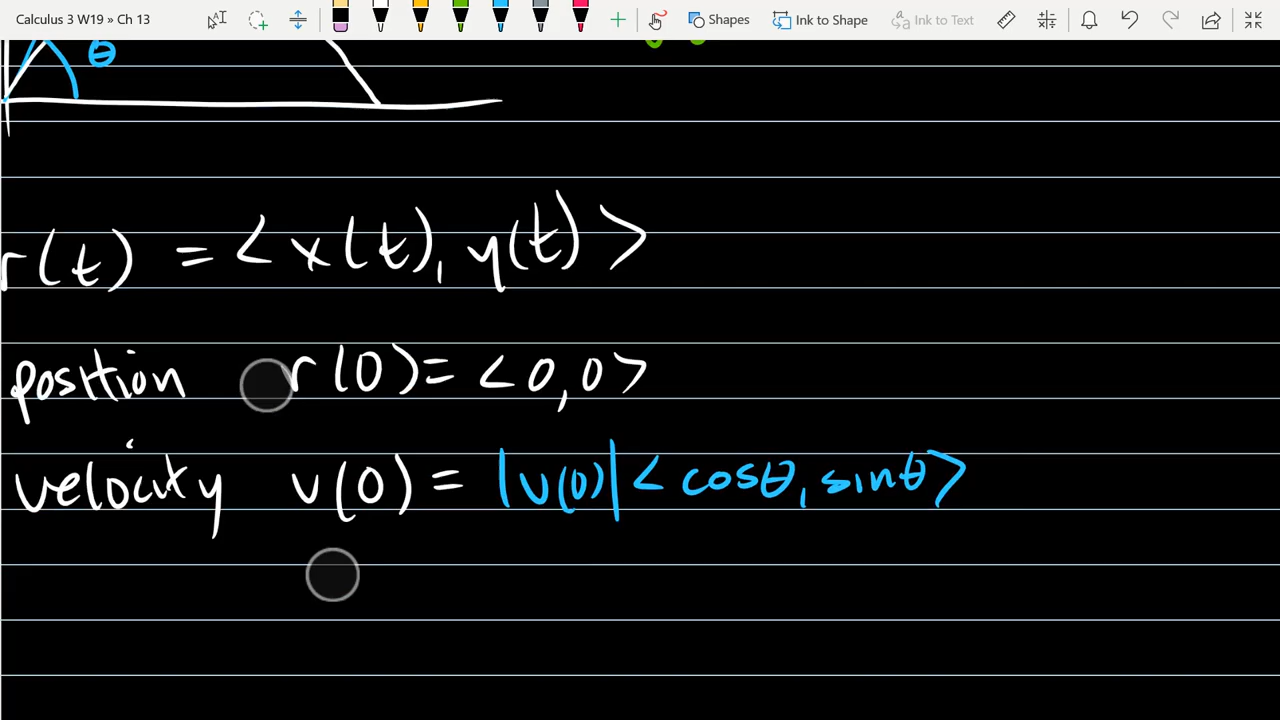 Calculus 3 W19 » Ch 13
Shapes
Ink to Shape
Ink to Text
θ
r(t) = < x(t), y(t) >
position r(0) = < 0, 0 >
velocity v(0) = |v(0)| < cosθ, sinθ >